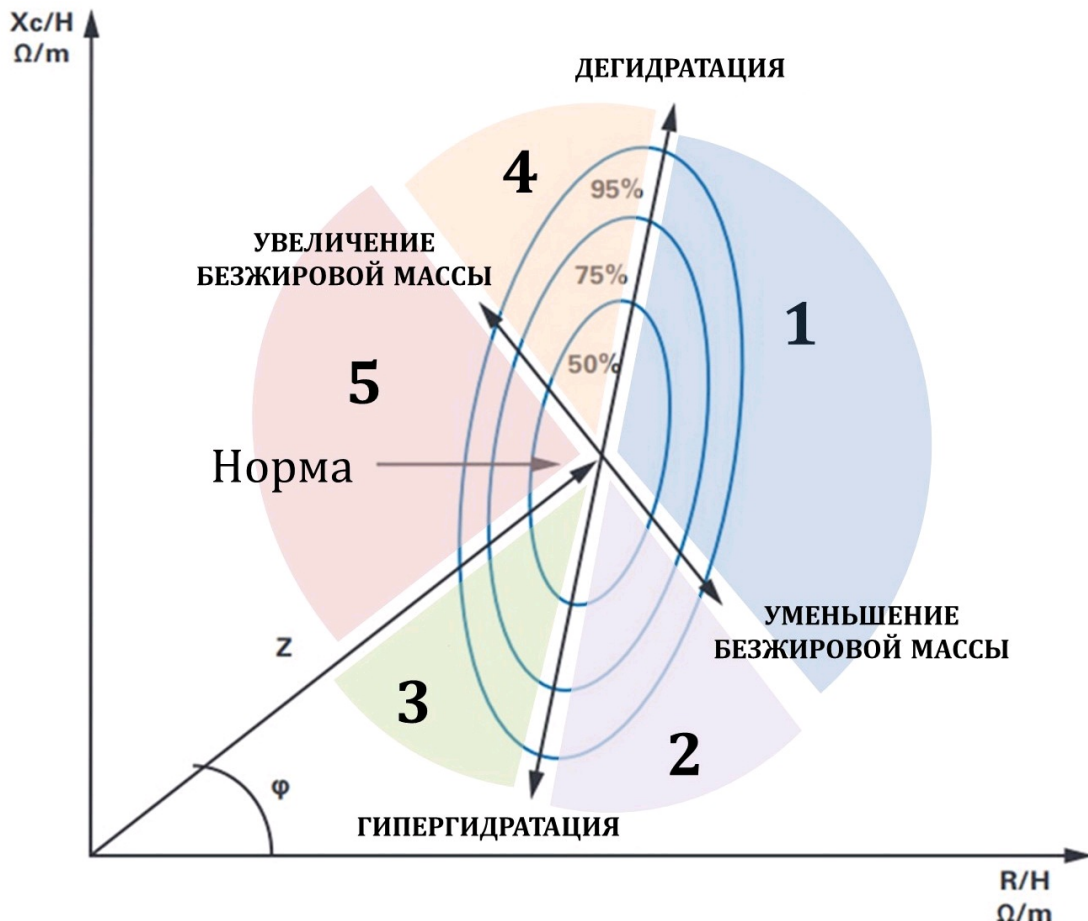 Xc/H
Ω/m
ДЕГИДРАТАЦИЯ
4
95%
УВЕЛИЧЕНИЕ
БЕЗЖИРОВОЙ МАССЫ
75%
1
50%
5
Норма
УМЕНЬШЕНИЕ
БЕЗЖИРОВОЙ МАССЫ
Z
3
2
φ
ГИПЕРГИДРАТАЦИЯ
R/H
Ω/m